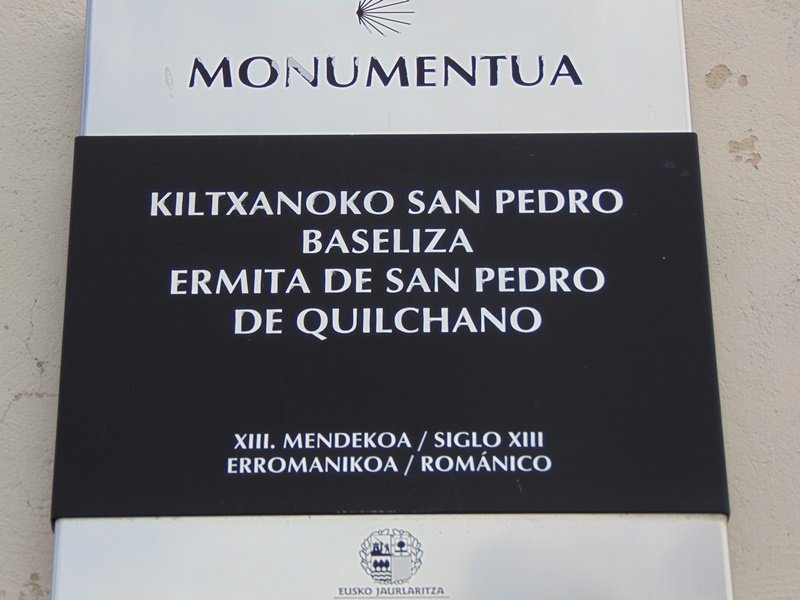 MONUMENTUA
KILTXANOKO SAN PEDRO
BASELIZA
ERMITA DE SAN PEDRO
DE QUILCHANO
XIII. MENDEKOA / SIGLO XIII
ERROMANIKOA / ROMÁNICO
EUSKO JAURLARITZA